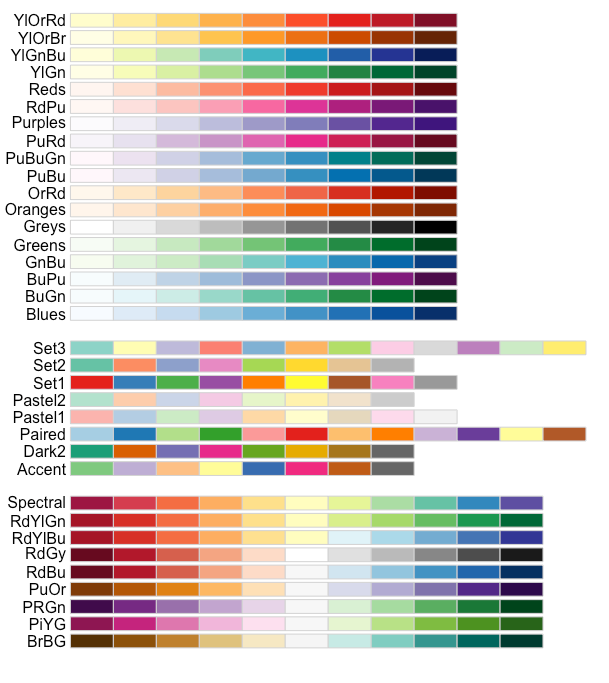 YlOrRd
YlOrBr
YlGnBu
YlGn
Reds
RdPu
Purples
PuRd
PuBuGn
PuBu
OrRd
Oranges
Greys
Greens
GnBu
BuPu
BuGn
Blues
Set3
Set2
Set1
Pastel2
Pastel1
Paired
Dark2
Accent
Spectral
RdYlGn
RdYlBu
RdGy
RdBu
PuOr
PRGn
PiYG
BrBG